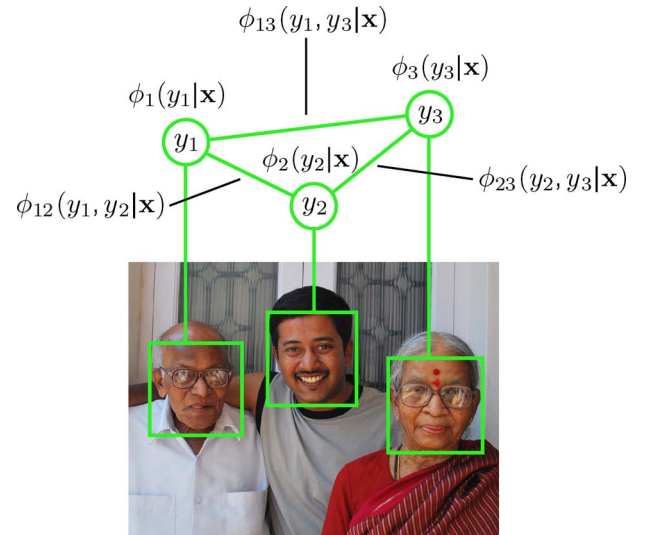 ϕ₁₃(y₁, y₃|x)
ϕ₃(y₃|x)
ϕ₁(y₁|x)
y₃
y₁
ϕ₂(y₂|x)
ϕ₂₃(y₂, y₃|x)
ϕ₁₂(y₁, y₂|x)
y₂